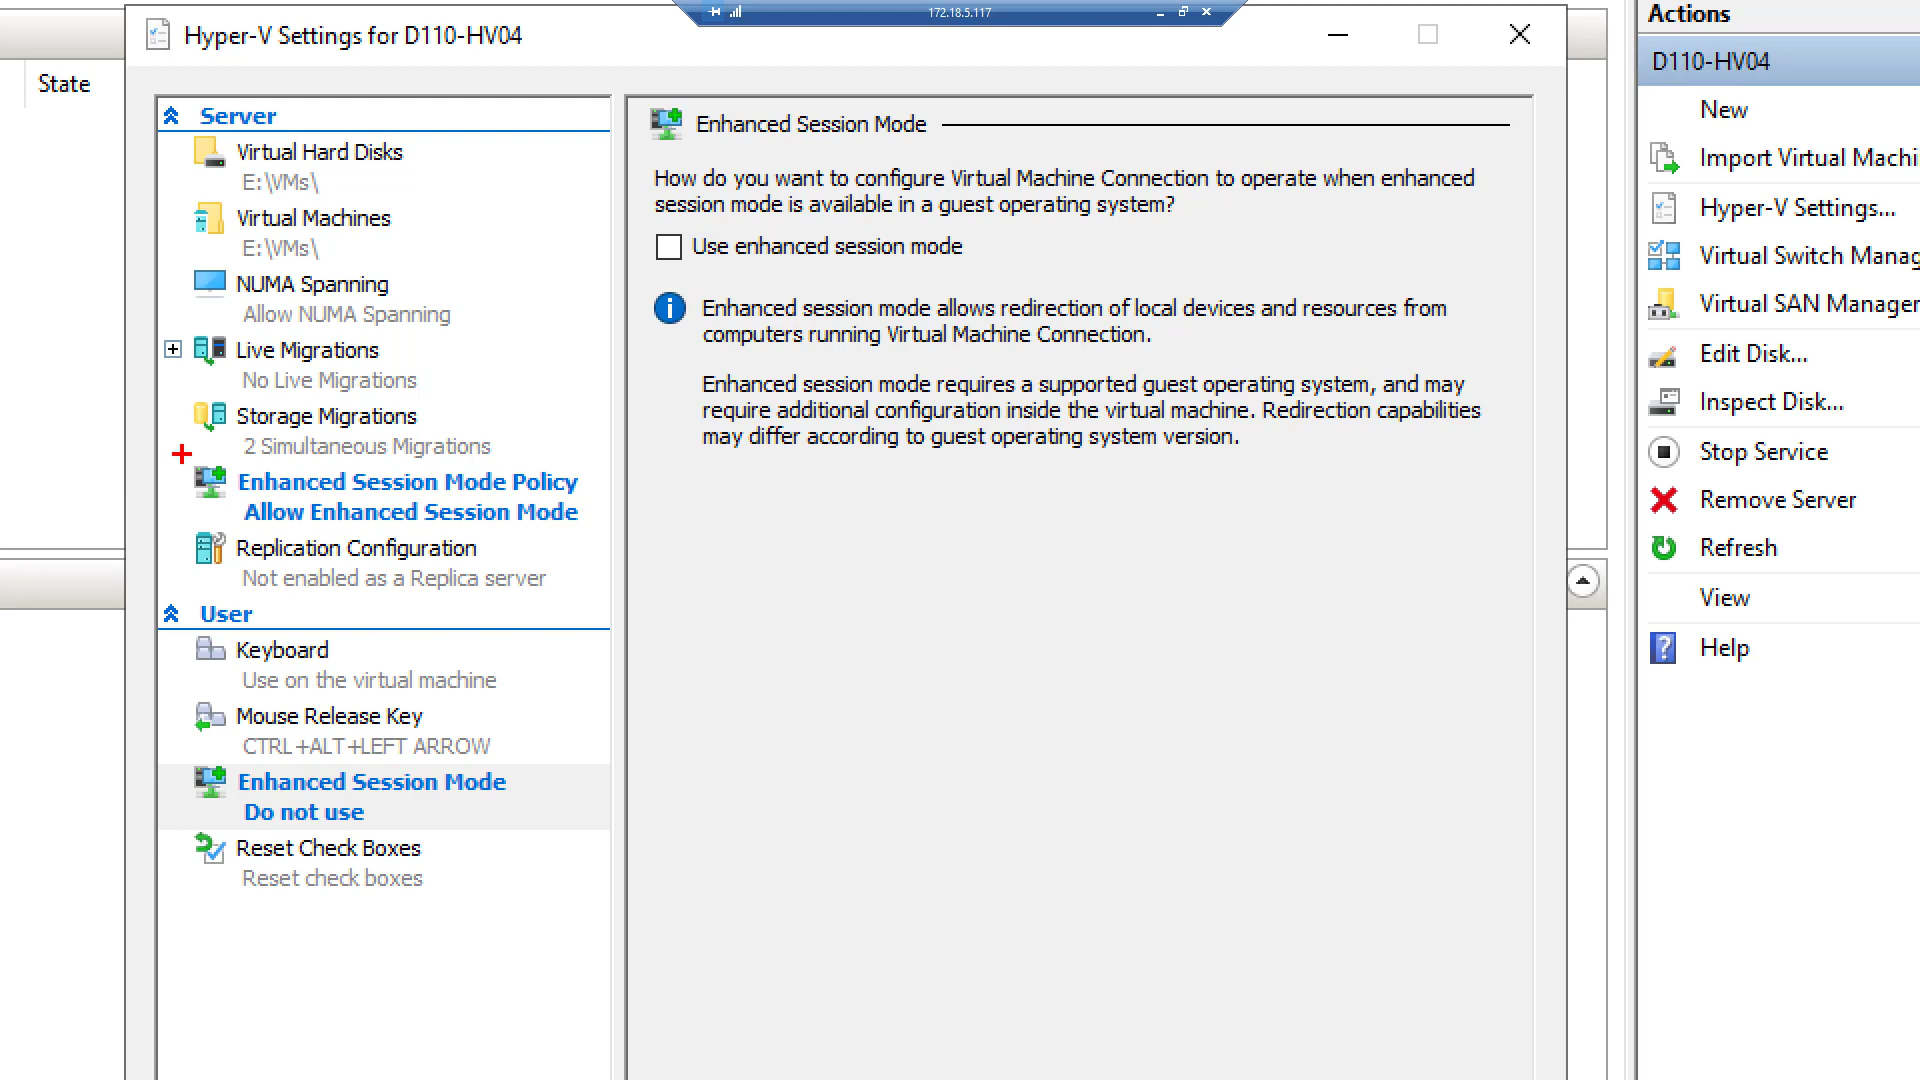 172.18.5.117
Hyper-V Settings for D110-HV04
State
Server
Virtual Hard Disks
E:\VMs\
Virtual Machines
E:\VMs\
NUMA Spanning
Allow NUMA Spanning
Live Migrations
No Live Migrations
Storage Migrations
2 Simultaneous Migrations
Enhanced Session Mode Policy
Allow Enhanced Session Mode
Replication Configuration
Not enabled as a Replica server
User
Keyboard
Use on the virtual machine
Mouse Release Key
CTRL+ALT+LEFT ARROW
Enhanced Session Mode
Do not use
Reset Check Boxes
Reset check boxes
Enhanced Session Mode
How do you want to configure Virtual Machine Connection to operate when enhanced
session mode is available in a guest operating system?
Use enhanced session mode
Enhanced session mode allows redirection of local devices and resources from
computers running Virtual Machine Connection.
Enhanced session mode requires a supported guest operating system, and may
require additional configuration inside the virtual machine. Redirection capabilities
may differ according to guest operating system version.
Actions
D110-HV04
New
Import Virtual Machi
Hyper-V Settings...
Virtual Switch Manag
Virtual SAN Manager
Edit Disk...
Inspect Disk...
Stop Service
Remove Server
Refresh
View
Help